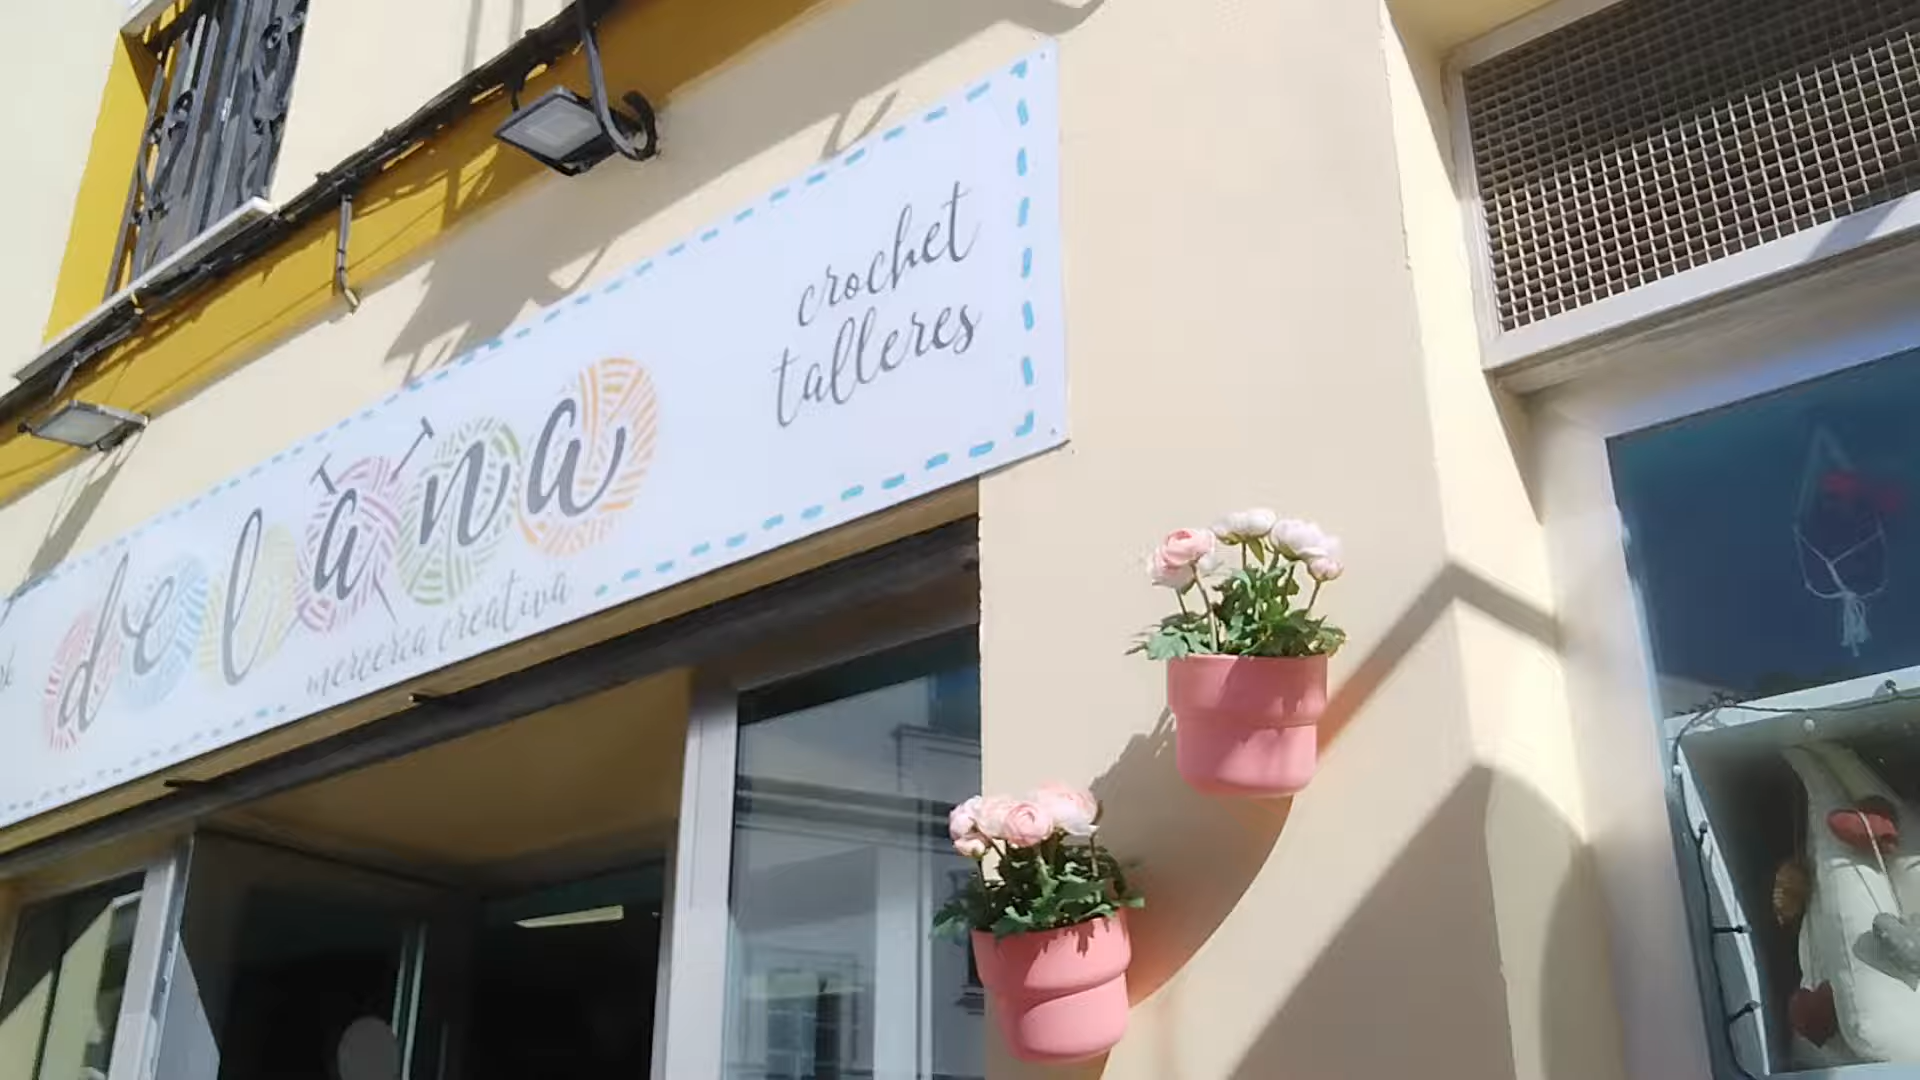 delana
mercería creativa
crochet
talleres